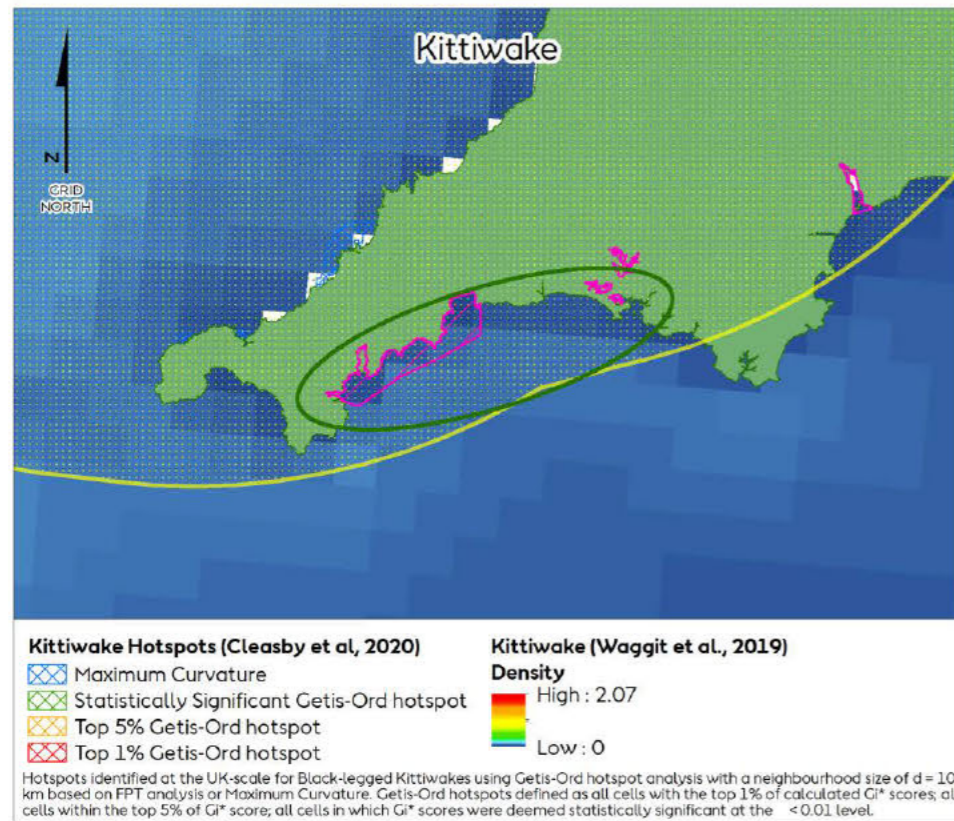 Kittiwake
N
GRID
NORTH
Kittiwake Hotspots (Cleasby et al, 2020)
Maximum Curvature
Statistically Significant Getis-Ord hotspot
Top 5% Getis-Ord hotspot
Top 1% Getis-Ord hotspot
Kittiwake (Waggit et al., 2019)
Density
High : 2.07
Low : 0
Hotspots identified at the UK-scale for Black-legged Kittiwakes using Getis-Ord hotspot analysis with a neighbourhood size of d = 10
km based on FPT analysis or Maximum Curvature. Getis-Ord hotspots defined as all cells with the top 1% of calculated Gi* scores; al
cells within the top 5% of Gi* score; all cells in which Gi* scores were deemed statistically significant at the <0.01 level.